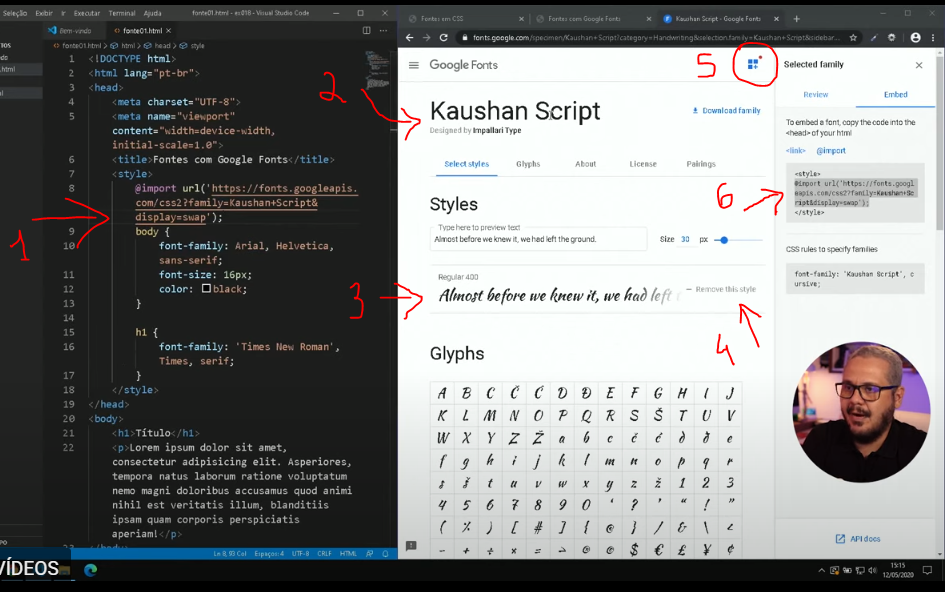 Seleção Exibir Ir Executar Terminal Ajuda
fonte01.html - es018 - Visual Studio Code
Bem-vindo
fonte01.html
fonte01.html > html > head > style
1 <!DOCTYPE html>
2 <html lang="pt-br">
3 <head>
4 <meta charset="UTF-8">
5 <meta name="viewport"
content="width=device-width,
initial-scale=1.0">
6 <title>Fontes com Google Fonts</title>
7 <style>
8 @import url('https://fonts.googleapis.
com/css2?family=Kaushan+Script&
display=swap');
9 body {
10 font-family: Arial, Helvetica,
sans-serif;
11 font-size: 16px;
12 color: black;
13 }
14
15 h1 {
16 font-family: 'Times New Roman',
Times, serif;
17 }
18 </style>
19 </head>
20 <body>
21 <h1>Título</h1>
22 <p>Lorem ipsum dolor sit amet,
consectetur adipisicing elit. Asperiores,
tempora natus laborum ratione voluptatum
nemo magni doloribus accusamus quod animi
nihil est veritatis illum, blanditiis
ipsam quam corporis perspiciatis
aperiam!</p>
Espaços: 4 UTF-8 CRLF HTML
VÍDEOS
1
2
3
4
5
6
Fontes em CSS
Fontes com Google Fonts
Kaushan Script - Google Fonts
fonts.google.com/specimen/Kaushan+Script?category=Handwriting&selection.family=Kaushan+Script&sidebar...
Google Fonts
Kaushan Script
Designed by Impallari Type
Download family
Select styles Glyphs About License Pairings
Styles
Type here to preview text
Almost before we knew it, we had left the ground.
Size 30 px
Regular 400
Almost before we knew it, we had left
Remove this style
Glyphs
A B C Č Ć D Đ E F G H I J
K L M N O P Q R S Š T U V
W X Y Z Ž a b c č ć d đ e
f g h i j k l m n o p q r
s š t u v w x y z ž 1 2 3
4 5 6 7 8 9 0 ‘ ? ’ “ ! ”
( % ) [ # ] { @ } / & \ <
- + ÷ × = > ® © $ € £ ¥ ¢
Selected family
Review Embed
To embed a font, copy the code into the
<head> of your html
<link> @import
<style>
@import url('https://fonts.googl
eapis.com/css2?family=Kaushan+Sc
ript&display=swap');
</style>
CSS rules to specify families
font-family: 'Kaushan Script', c
ursive;
API docs
15:15
12/05/2020